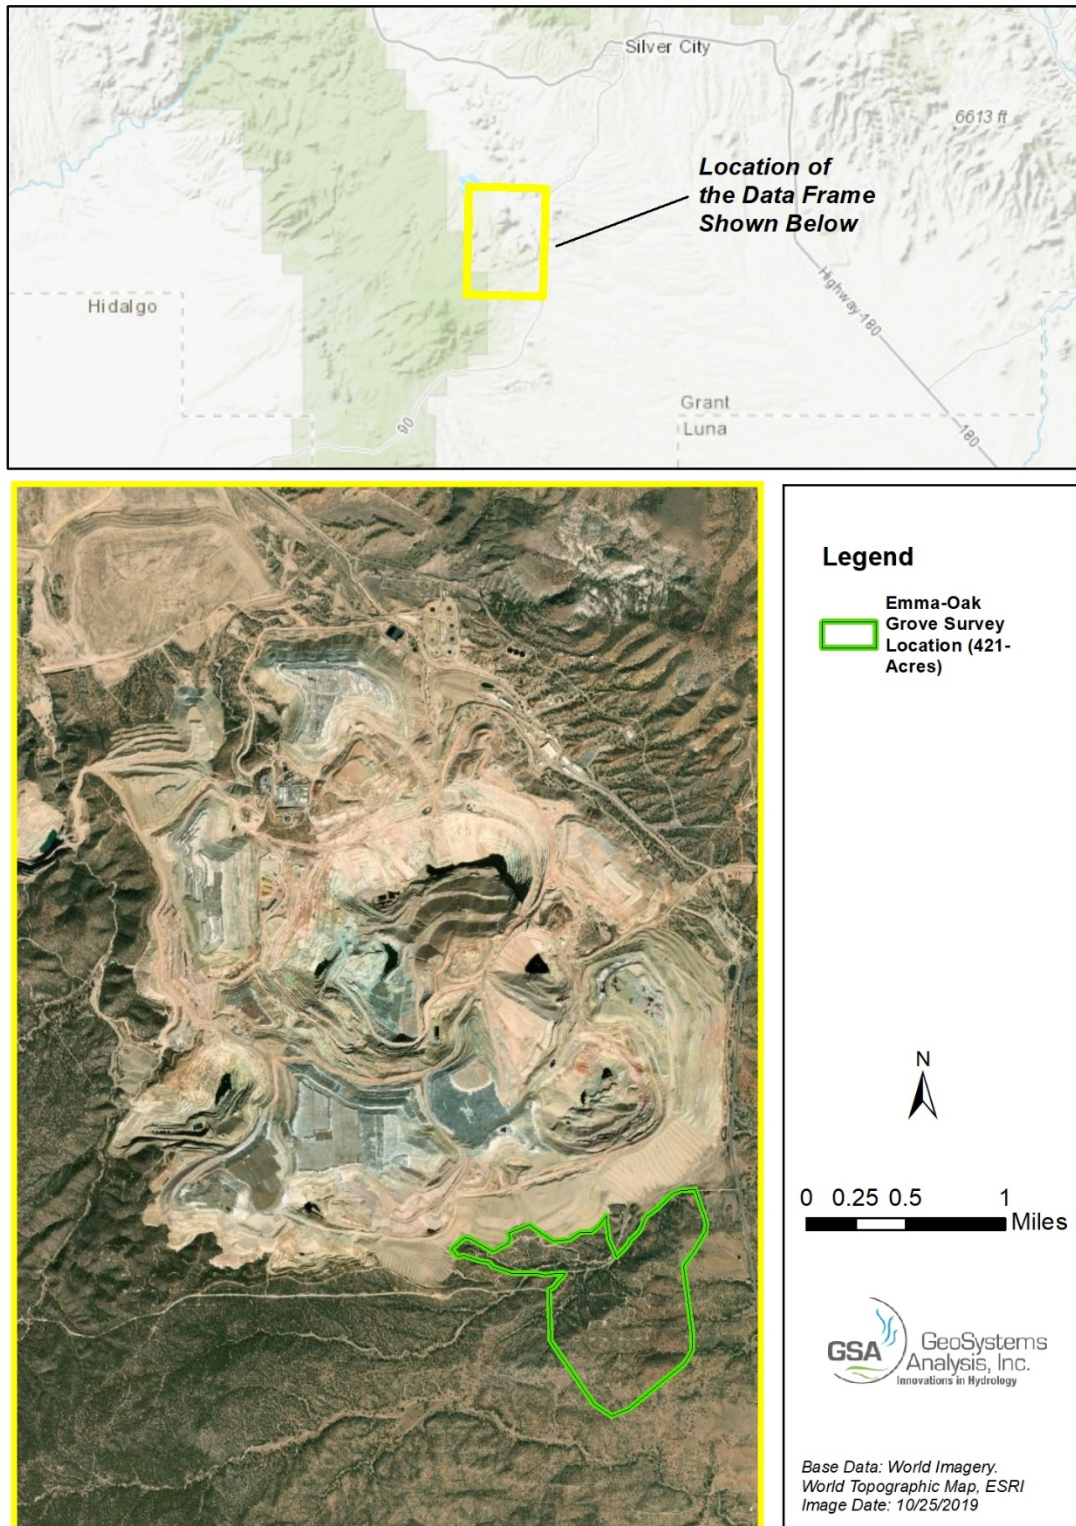 Silver City
6613 ft
Location of
the Data Frame
Shown Below
Hidalgo
Highway 180
90
Grant
Luna
180
Legend
Emma-Oak
Grove Survey
Location (421-
Acres)
N
0 0.25 0.5 1
Miles
GSA
GeoSystems
Analysis, Inc.
Innovations in Hydrology
Base Data: World Imagery.
World Topographic Map, ESRI
Image Date: 10/25/2019